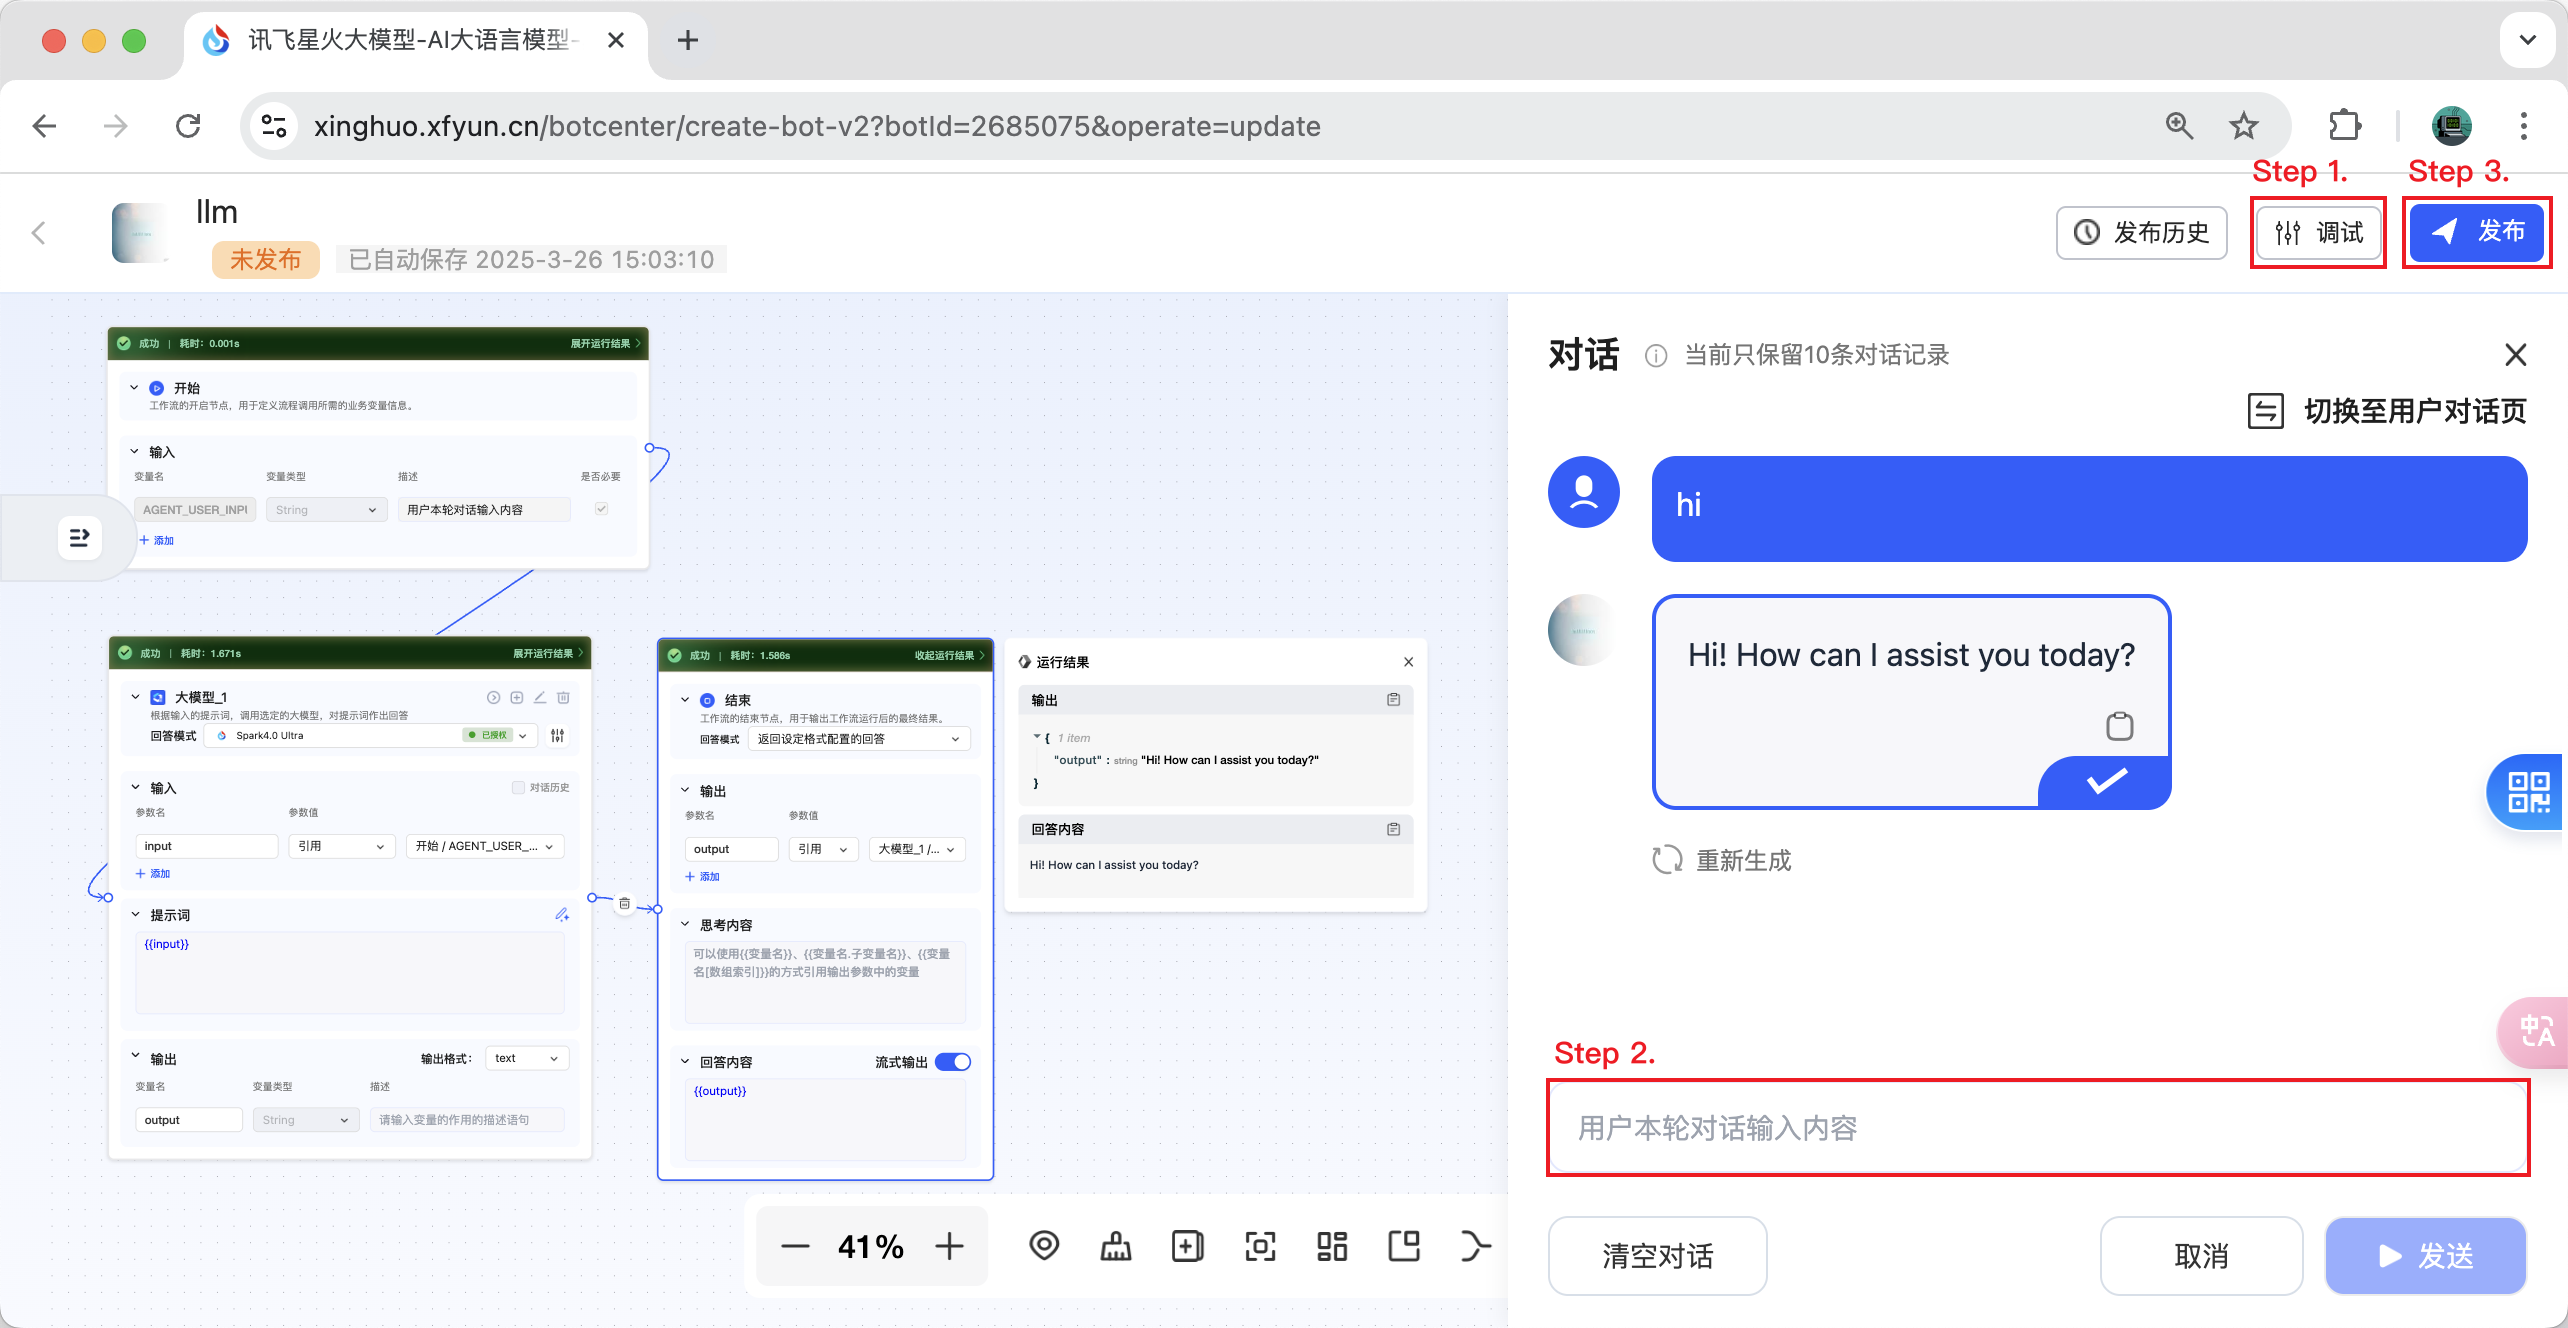 讯飞星火大模型-AI大语言模型-
xinghuo.xfyun.cn/botcenter/create-bot-v2?botId=2685075&operate=update
Step 1.
Step 3.
llm
未发布
已自动保存 2025-3-26 15:03:10
发布历史
调试
发布
成功 | 耗时：0.001s
展开运行结果
开始
工作流的开启节点，用于定义流程调用所需的业务变量信息。
输入
变量名 变量类型 描述 是否必要
AGENT_USER_INPU String 用户本轮对话输入内容
+ 添加
成功 | 耗时：1.671s
展开运行结果
大模型_1
根据输入的提示词，调用选定的大模型，对提示词作出回答
回答模式 Spark4.0 Ultra 已授权
输入
对话历史
参数名 参数值
input 引用 开始 / AGENT_USER_...
+ 添加
提示词
{{input}}
输出 输出格式： text
变量名 变量类型 描述
output String 请输入变量的作用的描述语句
成功 | 耗时：1.586s
收起运行结果
结束
工作流的结束节点，用于输出工作流运行后的最终结果。
回答模式 返回设定格式配置的回答
输出
参数名 参数值
output 引用 大模型_1 /...
+ 添加
思考内容
可以使用{{变量名}}、{{变量名.子变量名}}、{{变量
名[数组索引]}}的方式引用输出参数中的变量
回答内容 流式输出
{{output}}
运行结果
输出
{ 1 item
"output" : string "Hi! How can I assist you today?"
}
回答内容
Hi! How can I assist you today?
41%
对话 当前只保留10条对话记录
切换至用户对话页
hi
Hi! How can I assist you today?
重新生成
中A
Step 2.
用户本轮对话输入内容
清空对话
取消
发送